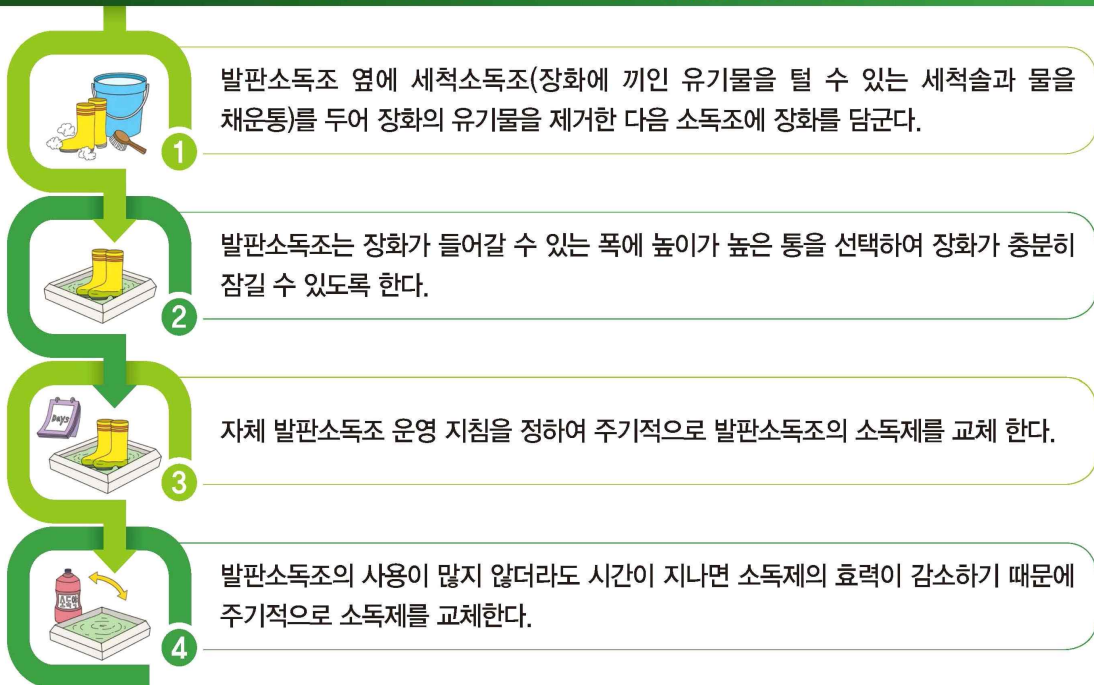 발판소독조 옆에 세척소독조(장화에 끼인 유기물을 털 수 있는 세척솔과 물을
채운통)를 두어 장화의 유기물을 제거한 다음 소독조에 장화를 담군다.
1
발판소독조는 장화가 들어갈 수 있는 폭에 높이가 높은 통을 선택하여 장화가 충분히
잠길 수 있도록 한다.
2
Days
자체 발판소독조 운영 지침을 정하여 주기적으로 발판소독조의 소독제를 교체 한다.
3
발판소독조의 사용이 많지 않더라도 시간이 지나면 소독제의 효력이 감소하기 때문에
주기적으로 소독제를 교체한다.
4